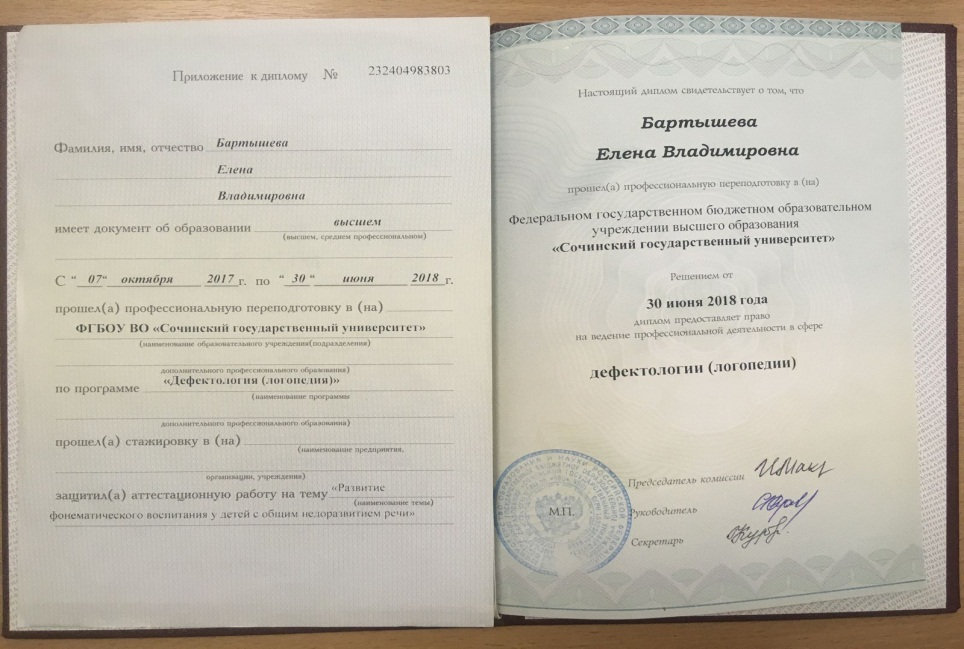 Приложение к диплому № 232404983803
Фамилия, имя, отчество Бартышева
Елена
Владимировна
имеет документ об образовании высшем
(высшем, среднем профессиональном)
С “ 07“ октября 2017 г. по “ 30 “ июня 2018 г.
прошел(а) профессиональную переподготовку в (на)
ФГБОУ ВО «Сочинский государственный университет»
(наименование образовательного учреждения(подразделения)
дополнительного профессионального образования)
по программе «Дефектология (логопедия)»
(наименование программы
дополнительного профессионального образования)
прошел(а) стажировку в (на)
(наименование предприятия,
организации, учреждения)
защитил(а) аттестационную работу на тему «Развитие
(наименование темы)
фонематического воспитания у детей с общим недоразвитием речи»
Настоящий диплом свидетельствует о том, что
Бартышева
Елена Владимировна
прошел(а) профессиональную переподготовку в (на)
Федеральном государственном бюджетном образовательном
учреждении высшего образования
«Сочинский государственный университет»
Решением от
30 июня 2018 года
диплом предоставляет право
на ведение профессиональной деятельности в сфере
дефектологии (логопедии)
Председатель комиссии
М.П.
Руководитель
Секретарь